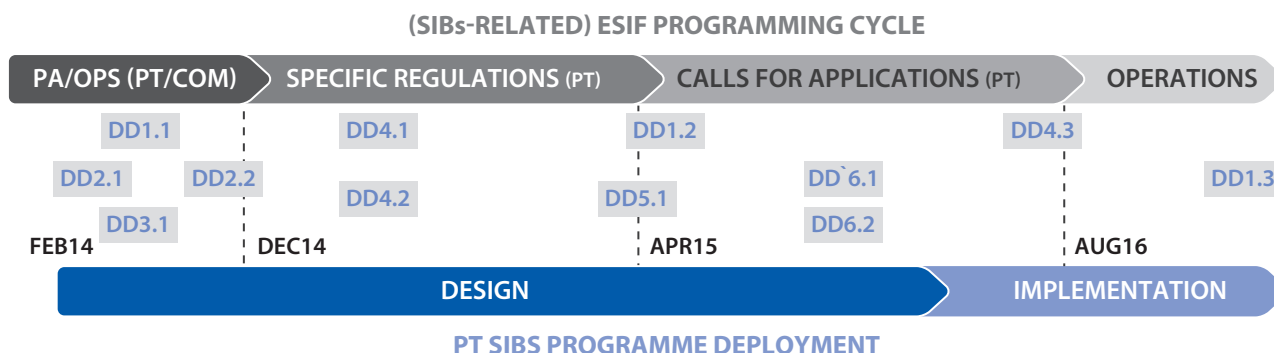 (SIBs-RELATED) ESIF PROGRAMMING CYCLE
PA/OPS (PT/COM) SPECIFIC REGULATIONS (PT) CALLS FOR APPLICATIONS (PT) OPERATIONS
DD1.1 DD4.1 DD1.2 DD4.3
DD2.1 DD2.2 DD`6.1 DD1.3
DD4.2 DD5.1
DD3.1 DD6.2
FEB14 DEC14 APR15 AUG16
DESIGN IMPLEMENTATION
PT SIBS PROGRAMME DEPLOYMENT